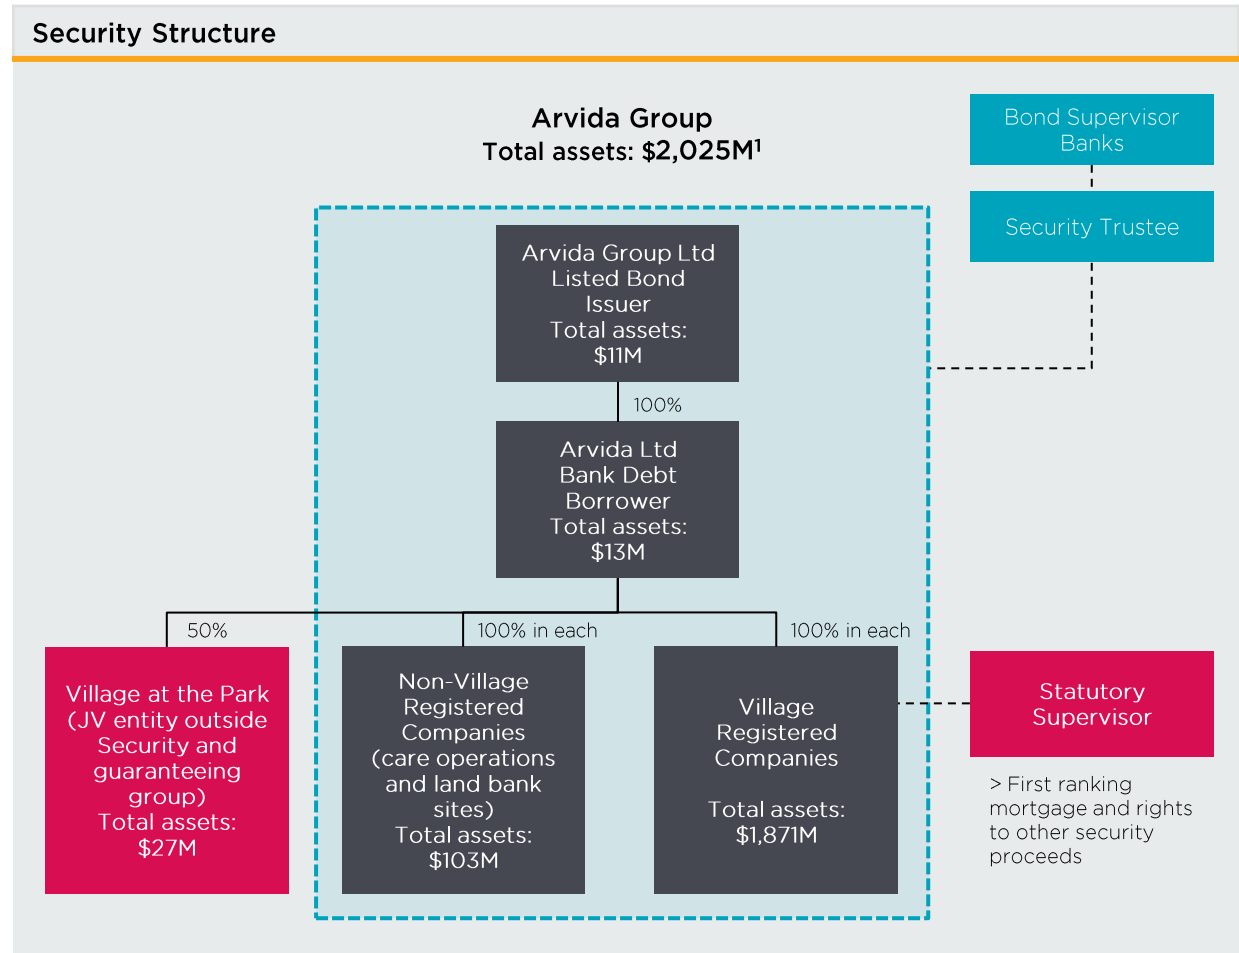 Security Structure
Arvida Group
Total assets: $2,025M¹
Bond Supervisor
Banks
Security Trustee
Arvida Group Ltd
Listed Bond
Issuer
Total assets:
$11M
100%
Arvida Ltd
Bank Debt
Borrower
Total assets:
$13M
50%
100% in each
100% in each
Village at the Park
(JV entity outside
Security and
guaranteeing
group)
Total assets:
$27M
Non-Village
Registered
Companies
(care operations
and land bank
sites)
Total assets:
$103M
Village
Registered
Companies
Total assets:
$1,871M
Statutory
Supervisor
> First ranking
mortgage and rights
to other security
proceeds